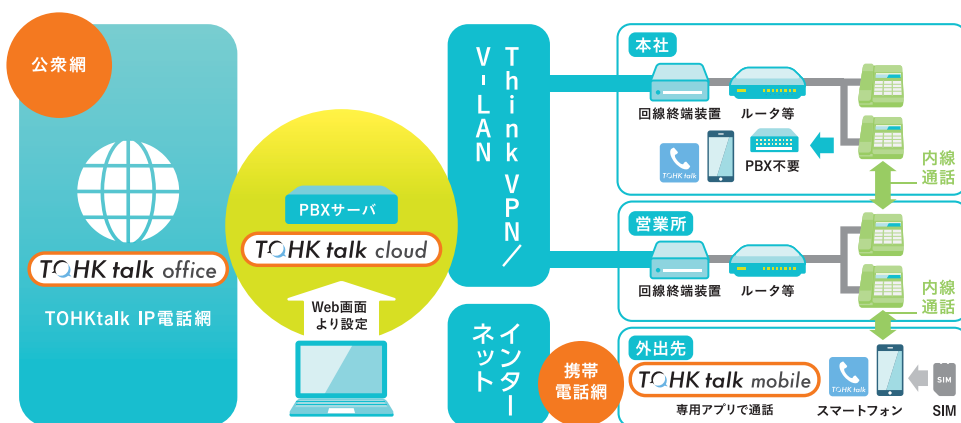 公衆網
TOHK talk office
TOHKtalk IP電話網
PBXサーバ
TOHK talk cloud
Web画面
より設定
Think VPN/
V-LAN
インター
ネット
本社
回線終端装置
ルータ等
TOHK talk
PBX不要
内線
通話
営業所
回線終端装置
ルータ等
内線
通話
携帯
電話網
外出先
TOHK talk mobile
専用アプリで通話
TOHK talk
スマートフォン
SIM
SIM